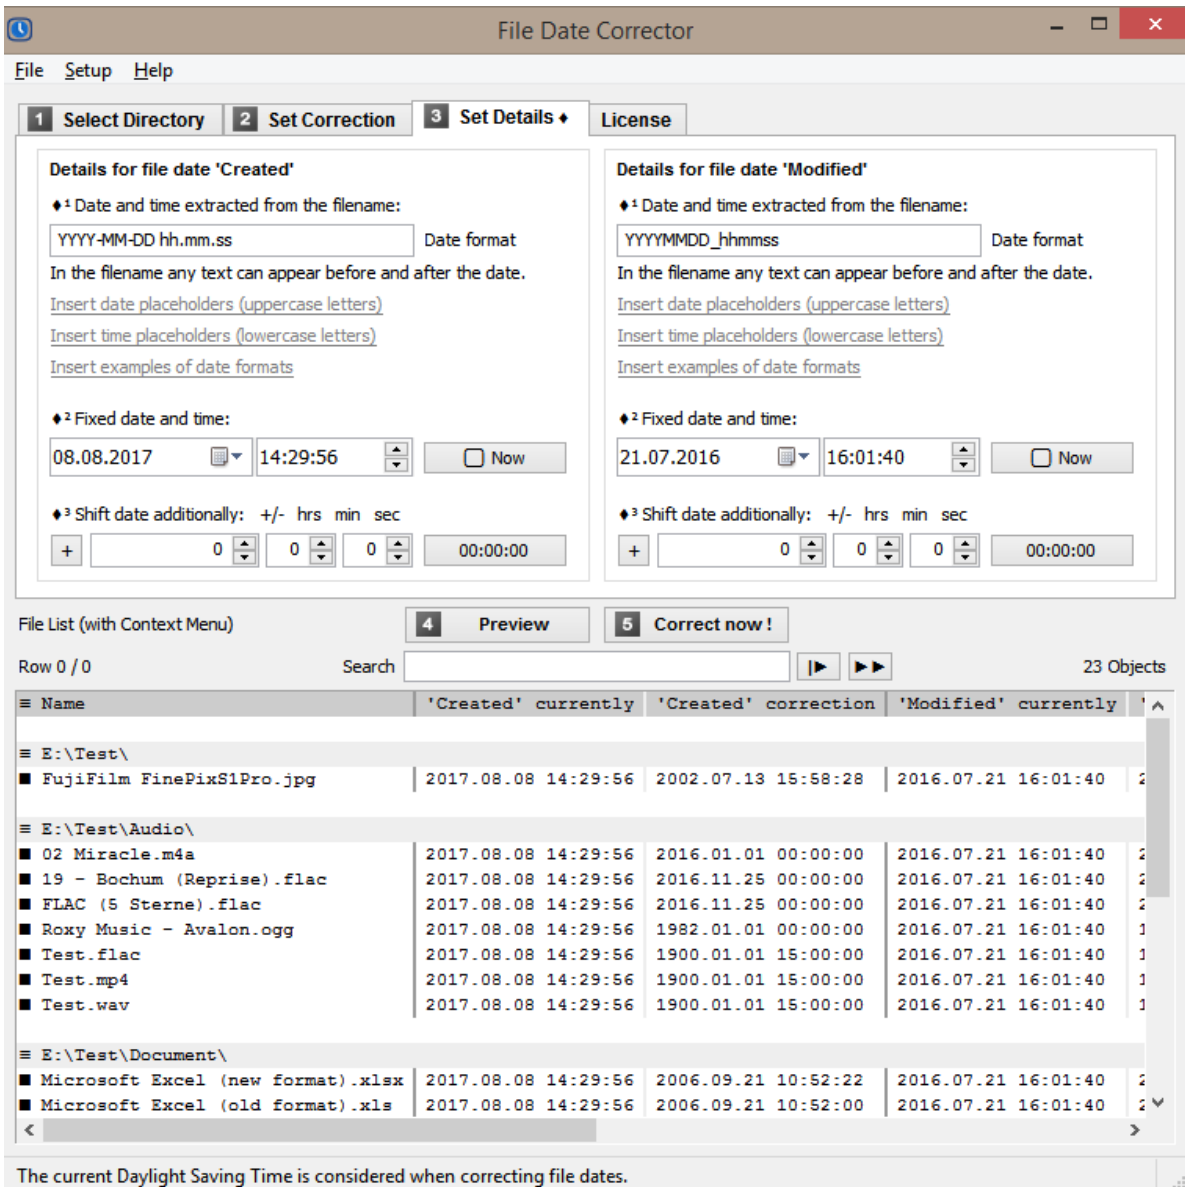 File Date Corrector
File Setup Help
1 Select Directory 2 Set Correction 3 Set Details ♦ License
Details for file date 'Created'
♦¹ Date and time extracted from the filename:
YYYY-MM-DD hh.mm.ss Date format
In the filename any text can appear before and after the date.
Insert date placeholders (uppercase letters)
Insert time placeholders (lowercase letters)
Insert examples of date formats
♦² Fixed date and time:
08.08.2017 14:29:56 Now
♦³ Shift date additionally: +/- hrs min sec
+ 0 0 0 00:00:00
Details for file date 'Modified'
♦¹ Date and time extracted from the filename:
YYYYMMDD_hhmmss Date format
In the filename any text can appear before and after the date.
Insert date placeholders (uppercase letters)
Insert time placeholders (lowercase letters)
Insert examples of date formats
♦² Fixed date and time:
21.07.2016 16:01:40 Now
♦³ Shift date additionally: +/- hrs min sec
+ 0 0 0 00:00:00
File List (with Context Menu) 4 Preview 5 Correct now !
Row 0 / 0 Search 23 Objects
≡ Name 'Created' currently 'Created' correction 'Modified' currently '
≡ E:\Test\
■ FujiFilm FinePixS1Pro.jpg 2017.08.08 14:29:56 2002.07.13 15:58:28 2016.07.21 16:01:40
≡ E:\Test\Audio\
■ 02 Miracle.m4a 2017.08.08 14:29:56 2016.01.01 00:00:00 2016.07.21 16:01:40
■ 19 - Bochum (Reprise).flac 2017.08.08 14:29:56 2016.11.25 00:00:00 2016.07.21 16:01:40
■ FLAC (5 Sterne).flac 2017.08.08 14:29:56 2016.11.25 00:00:00 2016.07.21 16:01:40
■ Roxy Music - Avalon.ogg 2017.08.08 14:29:56 1982.01.01 00:00:00 2016.07.21 16:01:40
■ Test.flac 2017.08.08 14:29:56 1900.01.01 15:00:00 2016.07.21 16:01:40
■ Test.mp4 2017.08.08 14:29:56 1900.01.01 15:00:00 2016.07.21 16:01:40
■ Test.wav 2017.08.08 14:29:56 1900.01.01 15:00:00 2016.07.21 16:01:40
≡ E:\Test\Document\
■ Microsoft Excel (new format).xlsx 2017.08.08 14:29:56 2006.09.21 10:52:22 2016.07.21 16:01:40
■ Microsoft Excel (old format).xls 2017.08.08 14:29:56 2006.09.21 10:52:00 2016.07.21 16:01:40
The current Daylight Saving Time is considered when correcting file dates.